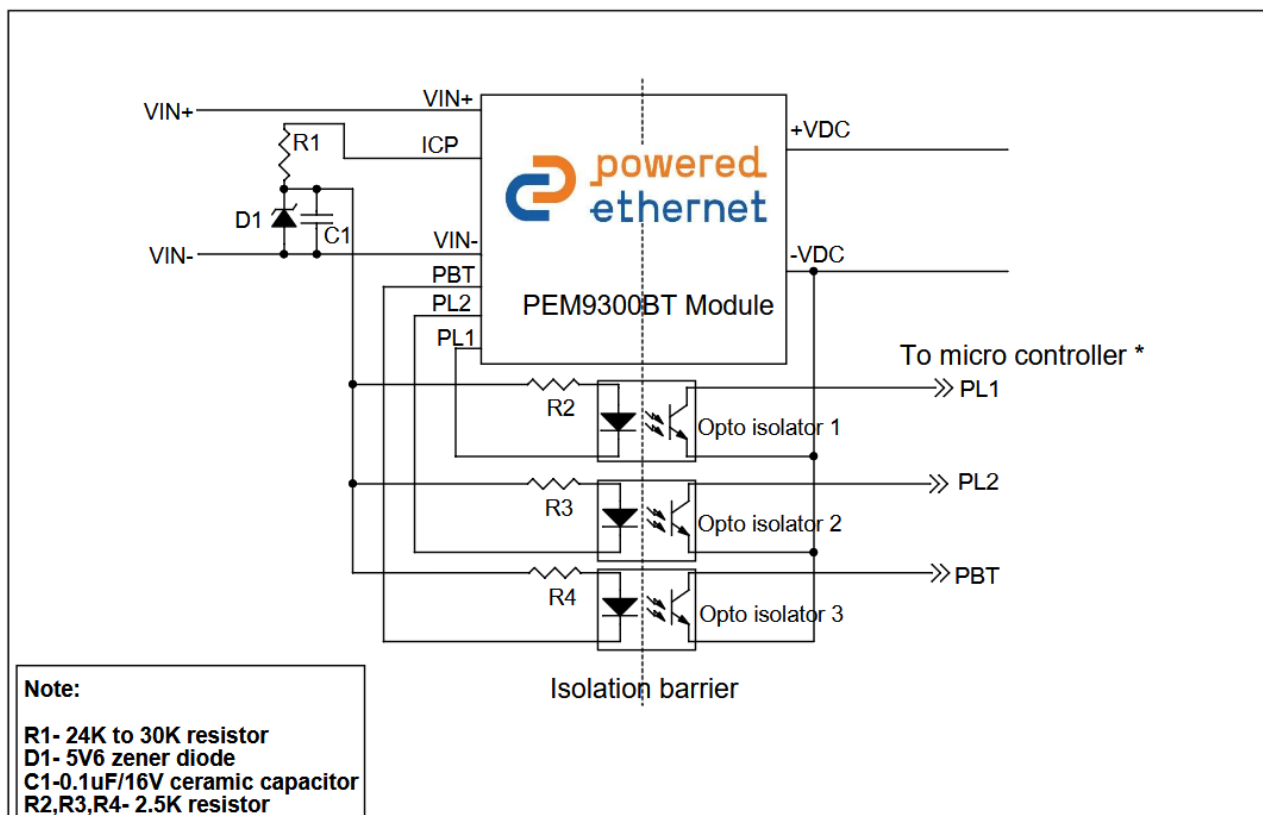 VIN+
VIN+
R1
ICP
powered
ethernet
+VDC
D1
C1
VIN-
VIN-
-VDC
PBT
PL2
PEM9300BT Module
PL1
To micro controller *
PL1
R2
Opto isolator 1
PL2
R3
Opto isolator 2
PBT
R4
Opto isolator 3
Isolation barrier
Note:
R1- 24K to 30K resistor
D1- 5V6 zener diode
C1-0.1uF/16V ceramic capacitor
R2,R3,R4- 2.5K resistor